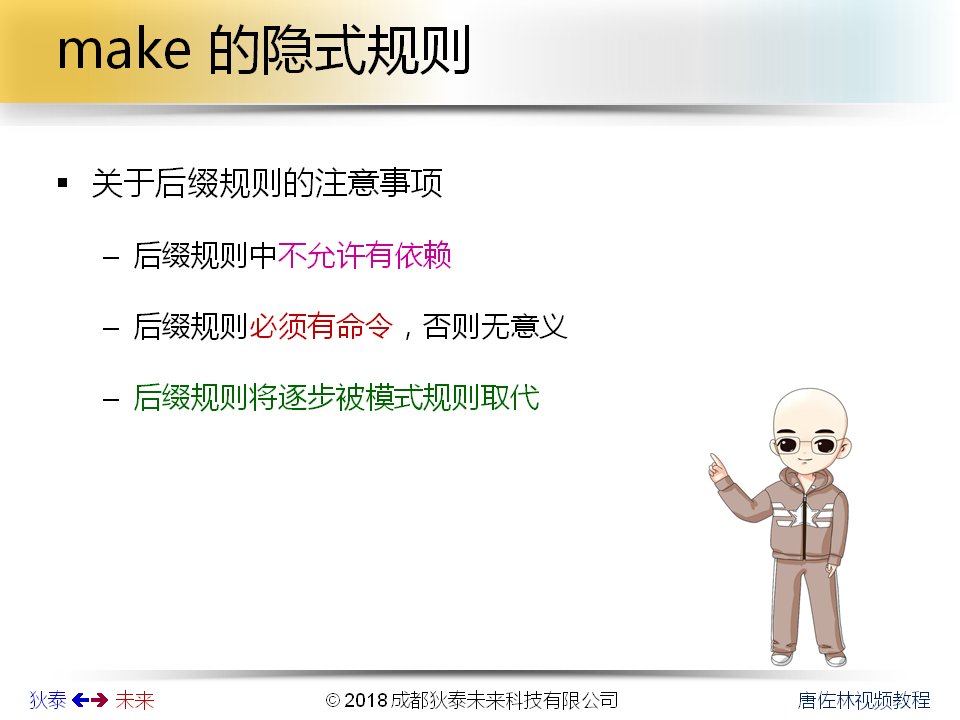 make 的隐式规则
▪ 关于后缀规则的注意事项
– 后缀规则中不允许有依赖
– 后缀规则必须有命令，否则无意义
– 后缀规则将逐步被模式规则取代
狄泰 未来 © 2018 成都狄泰未来科技有限公司 唐佐林视频教程